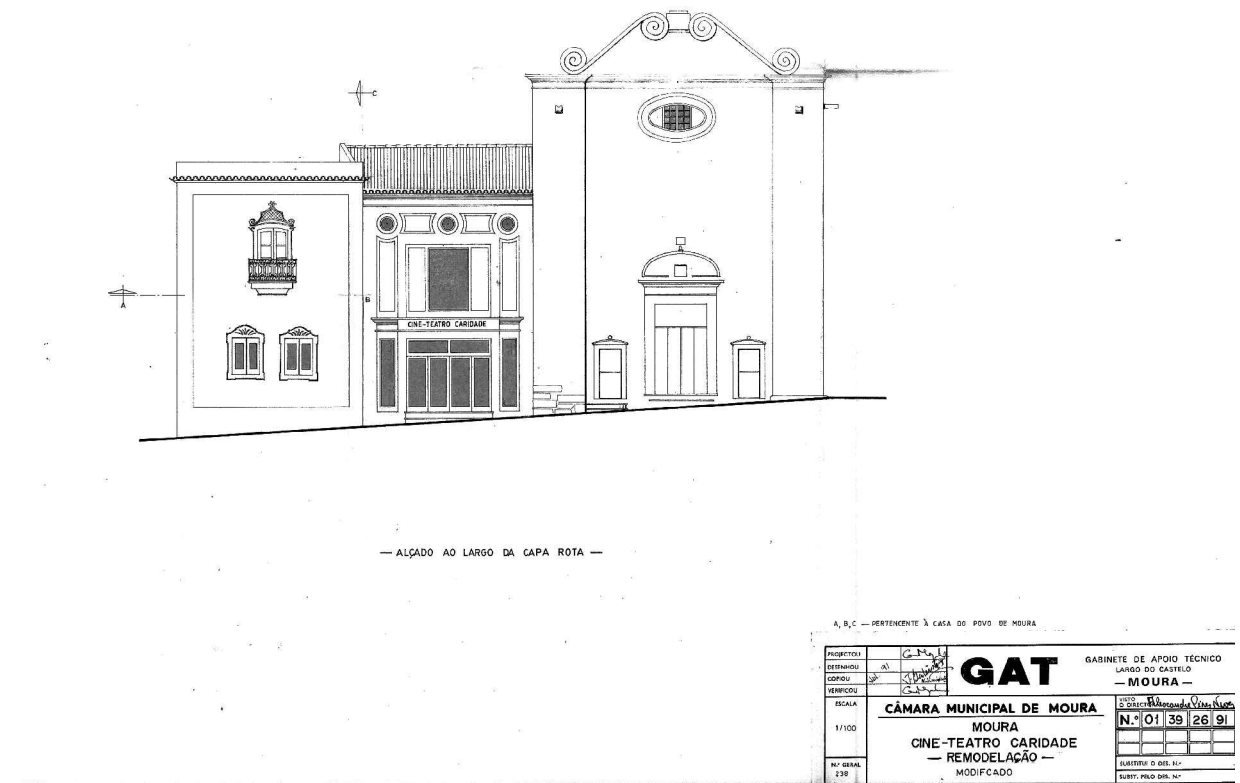 C
A
B
CINE-TEATRO CARIDADE
— ALÇADO AO LARGO DA CAPA ROTA —
A, B, C — PERTENCENTE À CASA DO POVO DE MOURA
PROJECTOU
DESENHOU
COPIOU
VERIFICOU
GAT
GABINETE DE APOIO TÉCNICO
LARGO DO CASTELO
— MOURA —
ESCALA
1/100
N.º GERAL
238
CÂMARA MUNICIPAL DE MOURA
MOURA
CINE-TEATRO CARIDADE
— REMODELAÇÃO —
MODIFCADO
VISTO
O DIRECT
N.º 01 39 26 91
SUBSTITUI O DES. N.º
SUBST. PELO DES. N.º